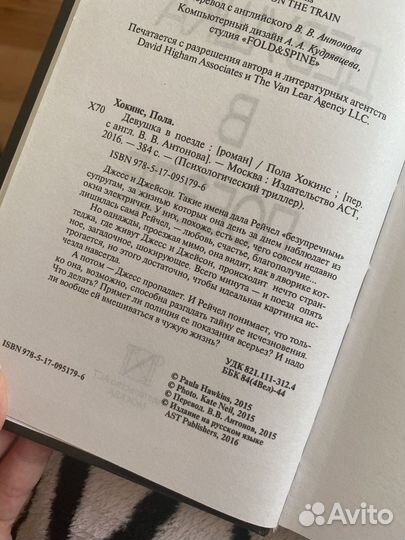 ON THE TRAIN
Перевод с английского В. В. Антонова
Компьютерный дизайн А. А. Кудрявцева,
студия «FOLD&SPINE»
Печатается с разрешения автора и литературных агентств
David Higham Associates и The Van Lear Agency LLC.
Хокинс, Пола.
Х70 Девушка в поезде : [роман] / Пола Хокинс ; [пер.
с англ. В. В. Антонова]. — Москва : Издательство АСТ,
2016. — 384 с. — (Психологический триллер).
ISBN 978-5-17-095179-6
Джесс и Джейсон. Такие имена дала Рейчел «безупречным»
супругам, за жизнью которых она день за днем наблюдает из
окна электрички. У них, похоже, есть все, чего совсем недавно
лишилась сама Рейчел, — любовь, счастье, благополучие...
Но однажды, проезжая мимо, она видит, как в дворике кот-
теджа, где живут Джесс и Джейсон, происходит нечто стран-
ное, загадочное, шокирующее. Всего минута — и поезд опять
трогается, но этого достаточно, чтобы идеальная картинка ис-
чезла навсегда.
А потом — Джесс пропадает. И Рейчел понимает, что толь-
ко она, возможно, способна разгадать тайну ее исчезновения.
Что делать? Примет ли полиция ее показания всерьез? И надо
ли вообще ей вмешиваться в чужую жизнь?
УДК 821.111-312.4
ББК 84(4Вел)-44
ISBN 978-5-17-095179-6
© Paula Hawkins, 2015
© Photo. Kate Neil, 2015
© Перевод. В.В. Антонов, 2015
© Издание на русском языке
AST Publishers, 2016
Avito